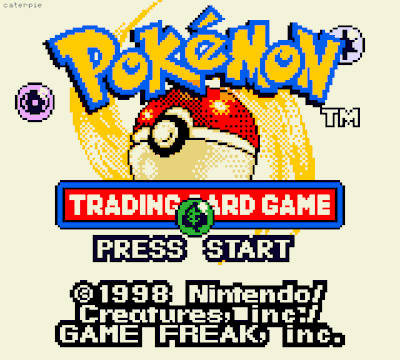 caterpie
POKéMON
TM
TRADING CARD GAME
PRESS START
©1998 Nintendo/
Creatures, inc./
GAME FREAK, inc.